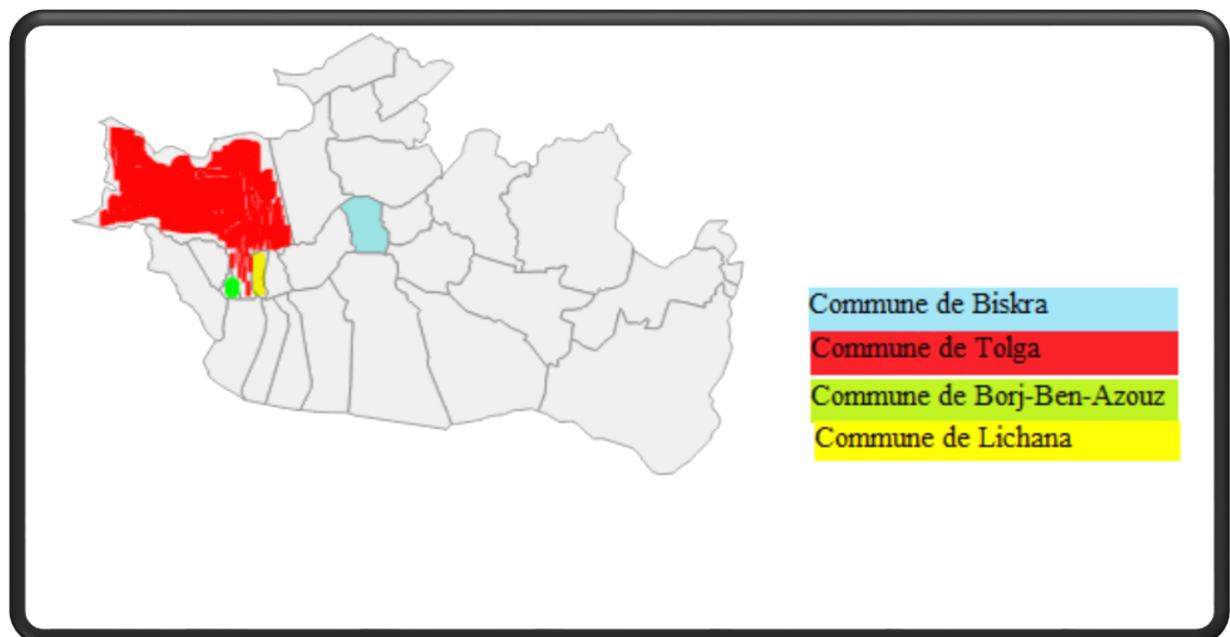 Commune de Biskra
Commune de Tolga
Commune de Borj-Ben-Azouz
Commune de Lichana